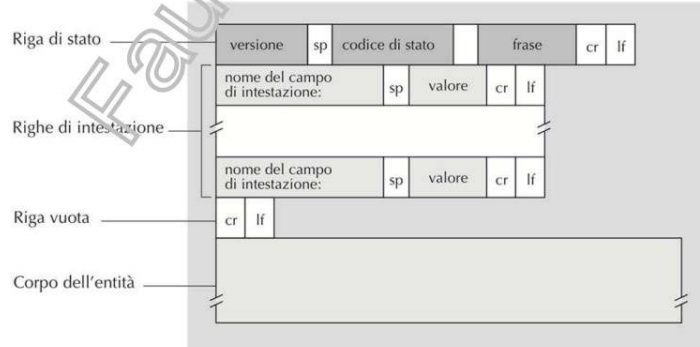 Riga di stato
versione sp codice di stato frase cr lf
nome del campo
di intestazione: sp valore cr lf
Righe di intestazione
nome del campo
di intestazione: sp valore cr lf
Riga vuota
cr lf
Corpo dell'entità
Fau